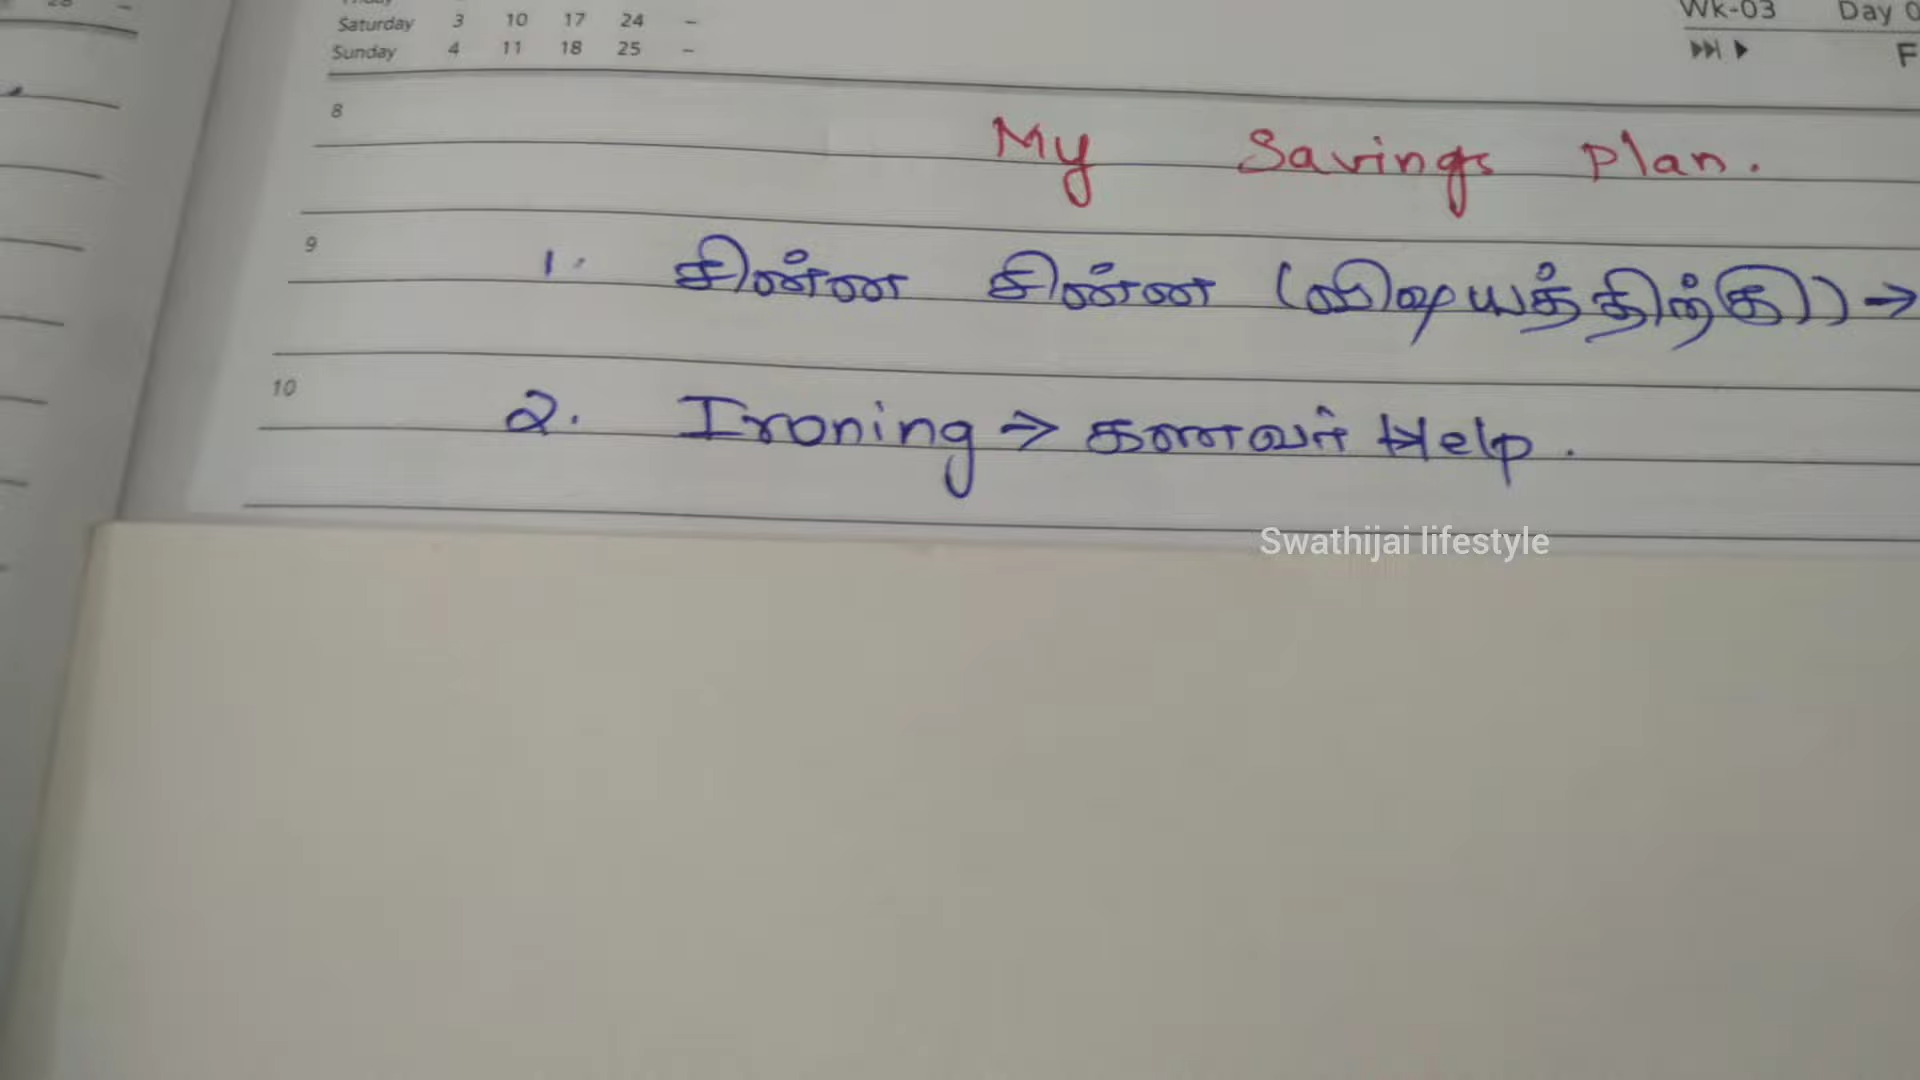 Saturday 3 10 17 24 –
Sunday 4 11 18 25 –
Wk-03 Day
8
My Savings Plan.
9
1. சின்ன சின்ன (விஷயத்திற்கு) →
10
2. Ironing → கணவர் Help.
Swathijai lifestyle